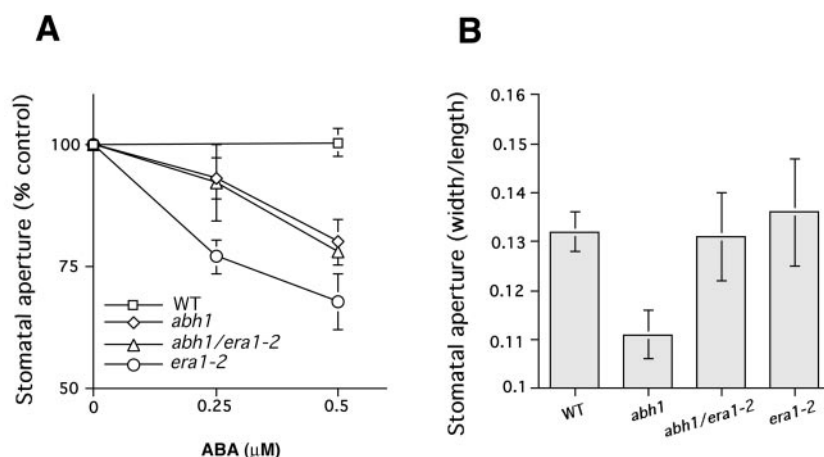 A
Stomatal aperture (% control)
100
75
50
WT
abh1
abh1/era1-2
era1-2
0
0.25
0.5
ABA (μM)
B
Stomatal aperture (width/length)
0.16
0.15
0.14
0.13
0.12
0.11
0.1
WT
abh1
abh1/era1-2
era1-2